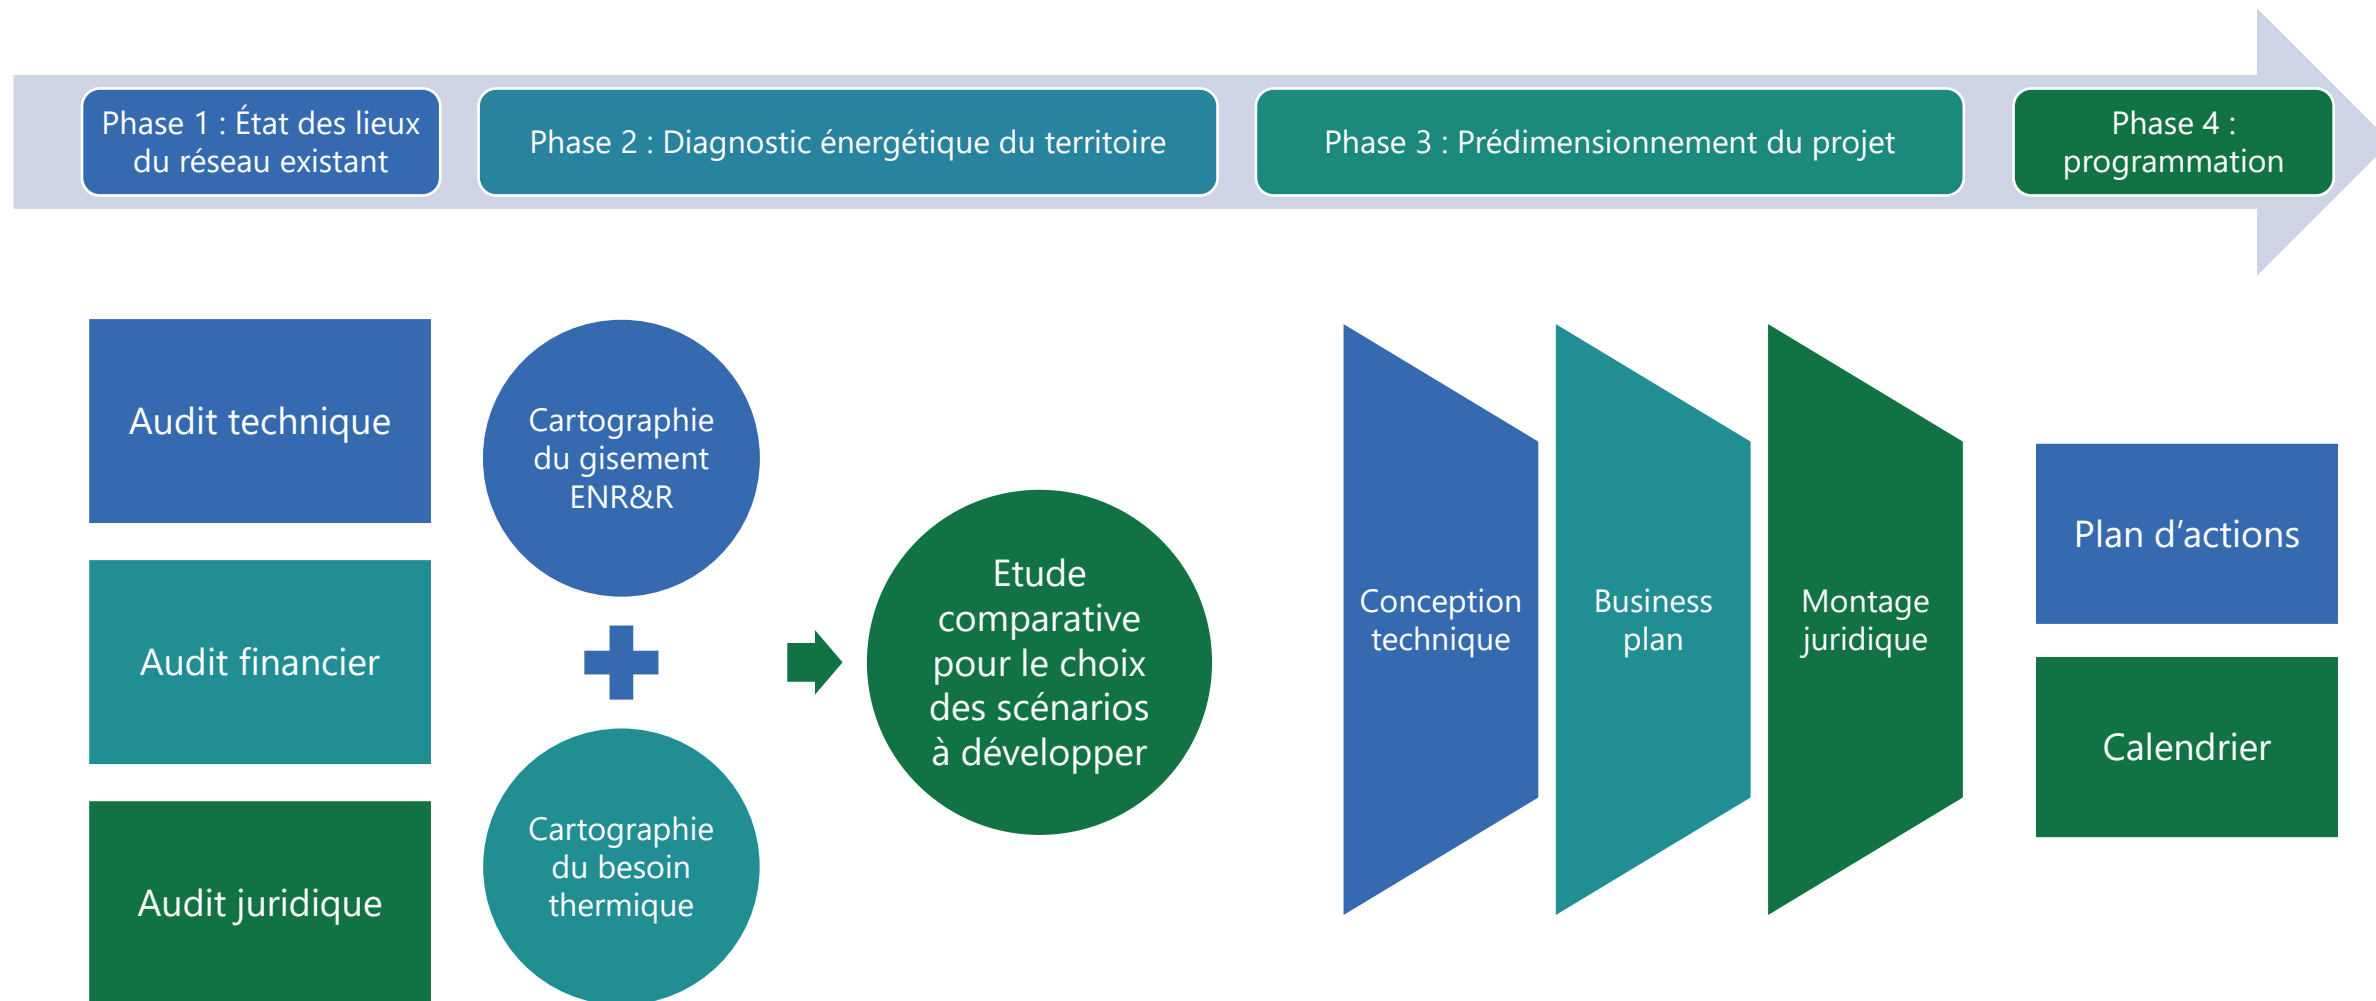 Phase 1 : État des lieux
du réseau existant
Phase 2 : Diagnostic énergétique du territoire
Phase 3 : Prédimensionnement du projet
Phase 4 :
programmation
Audit technique
Audit financier
Audit juridique
Cartographie
du gisement
ENR&R
Cartographie
du besoin
thermique
Etude
comparative
pour le choix
des scénarios
à développer
Conception
technique
Business
plan
Montage
juridique
Plan d’actions
Calendrier